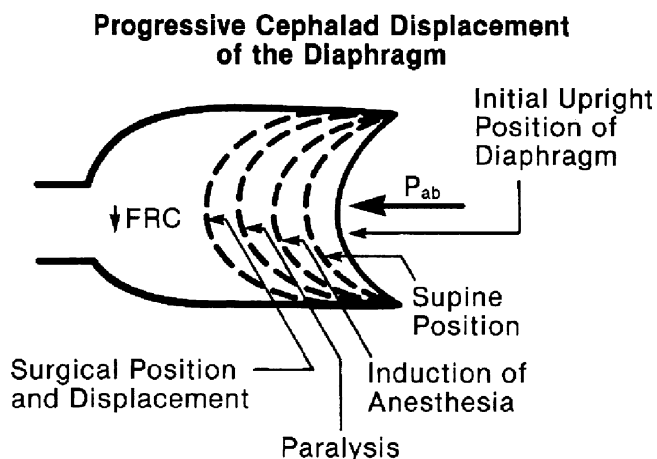 Progressive Cephalad Displacement
of the Diaphragm
Initial Upright
Position of
Diaphragm
Pab
↓FRC
Supine
Position
Surgical Position
and Displacement
Induction of
Anesthesia
Paralysis